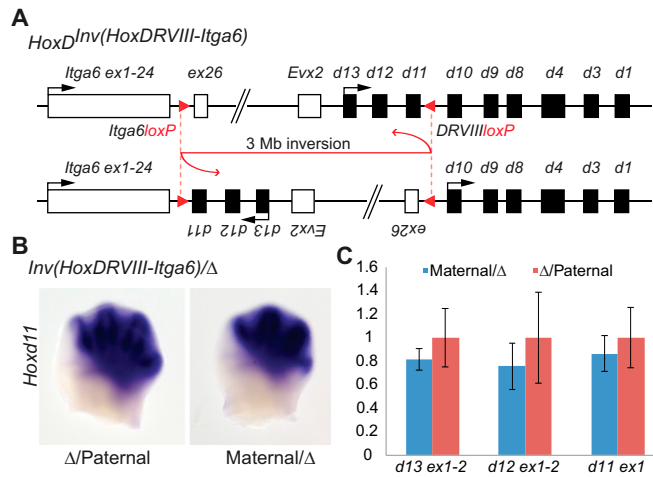 A
HoxD Inv(HoxDRVIII-Itga6)
Itga6 ex1-24 ex26 Evx2 d13 d12 d11 d10 d9 d8 d4 d3 d1
Itga6loxP DRVIIIloxP
3 Mb inversion
Itga6 ex1-24 d10 d9 d8 d4 d3 d1
d11 d12 d13 Evx2 ex26
B
Inv(HoxDRVIII-Itga6)/Δ
Hoxd11
Δ/Paternal Maternal/Δ
C
Maternal/Δ Δ/Paternal
1.6
1.4
1.2
1
0.8
0.6
0.4
0.2
0
d13 ex1-2 d12 ex1-2 d11 ex1